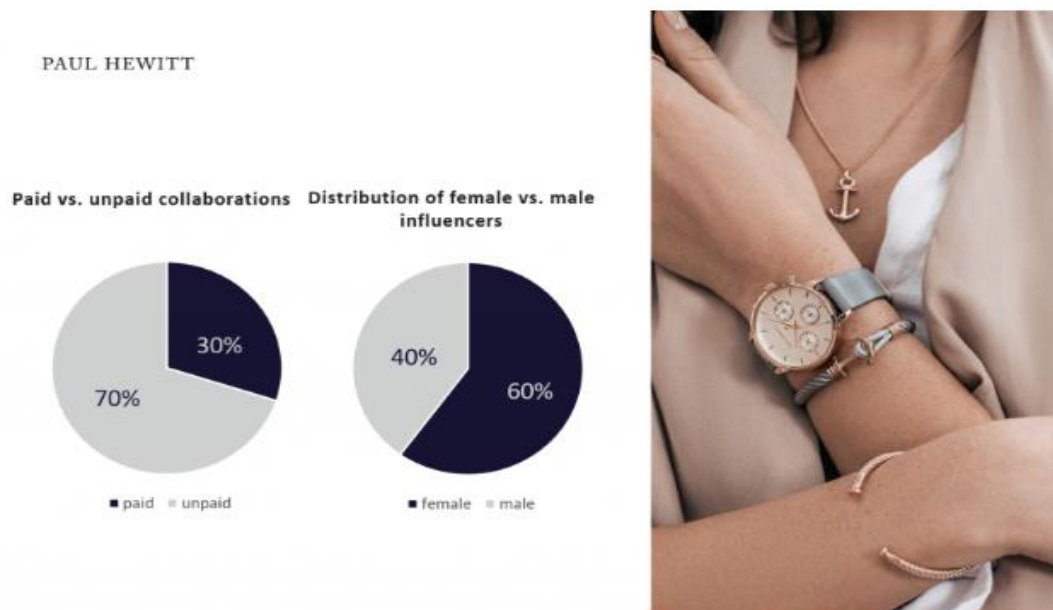 PAUL HEWITT
Paid vs. unpaid collaborations
30%
70%
■ paid ■ unpaid
Distribution of female vs. male
influencers
40%
60%
■ female ■ male